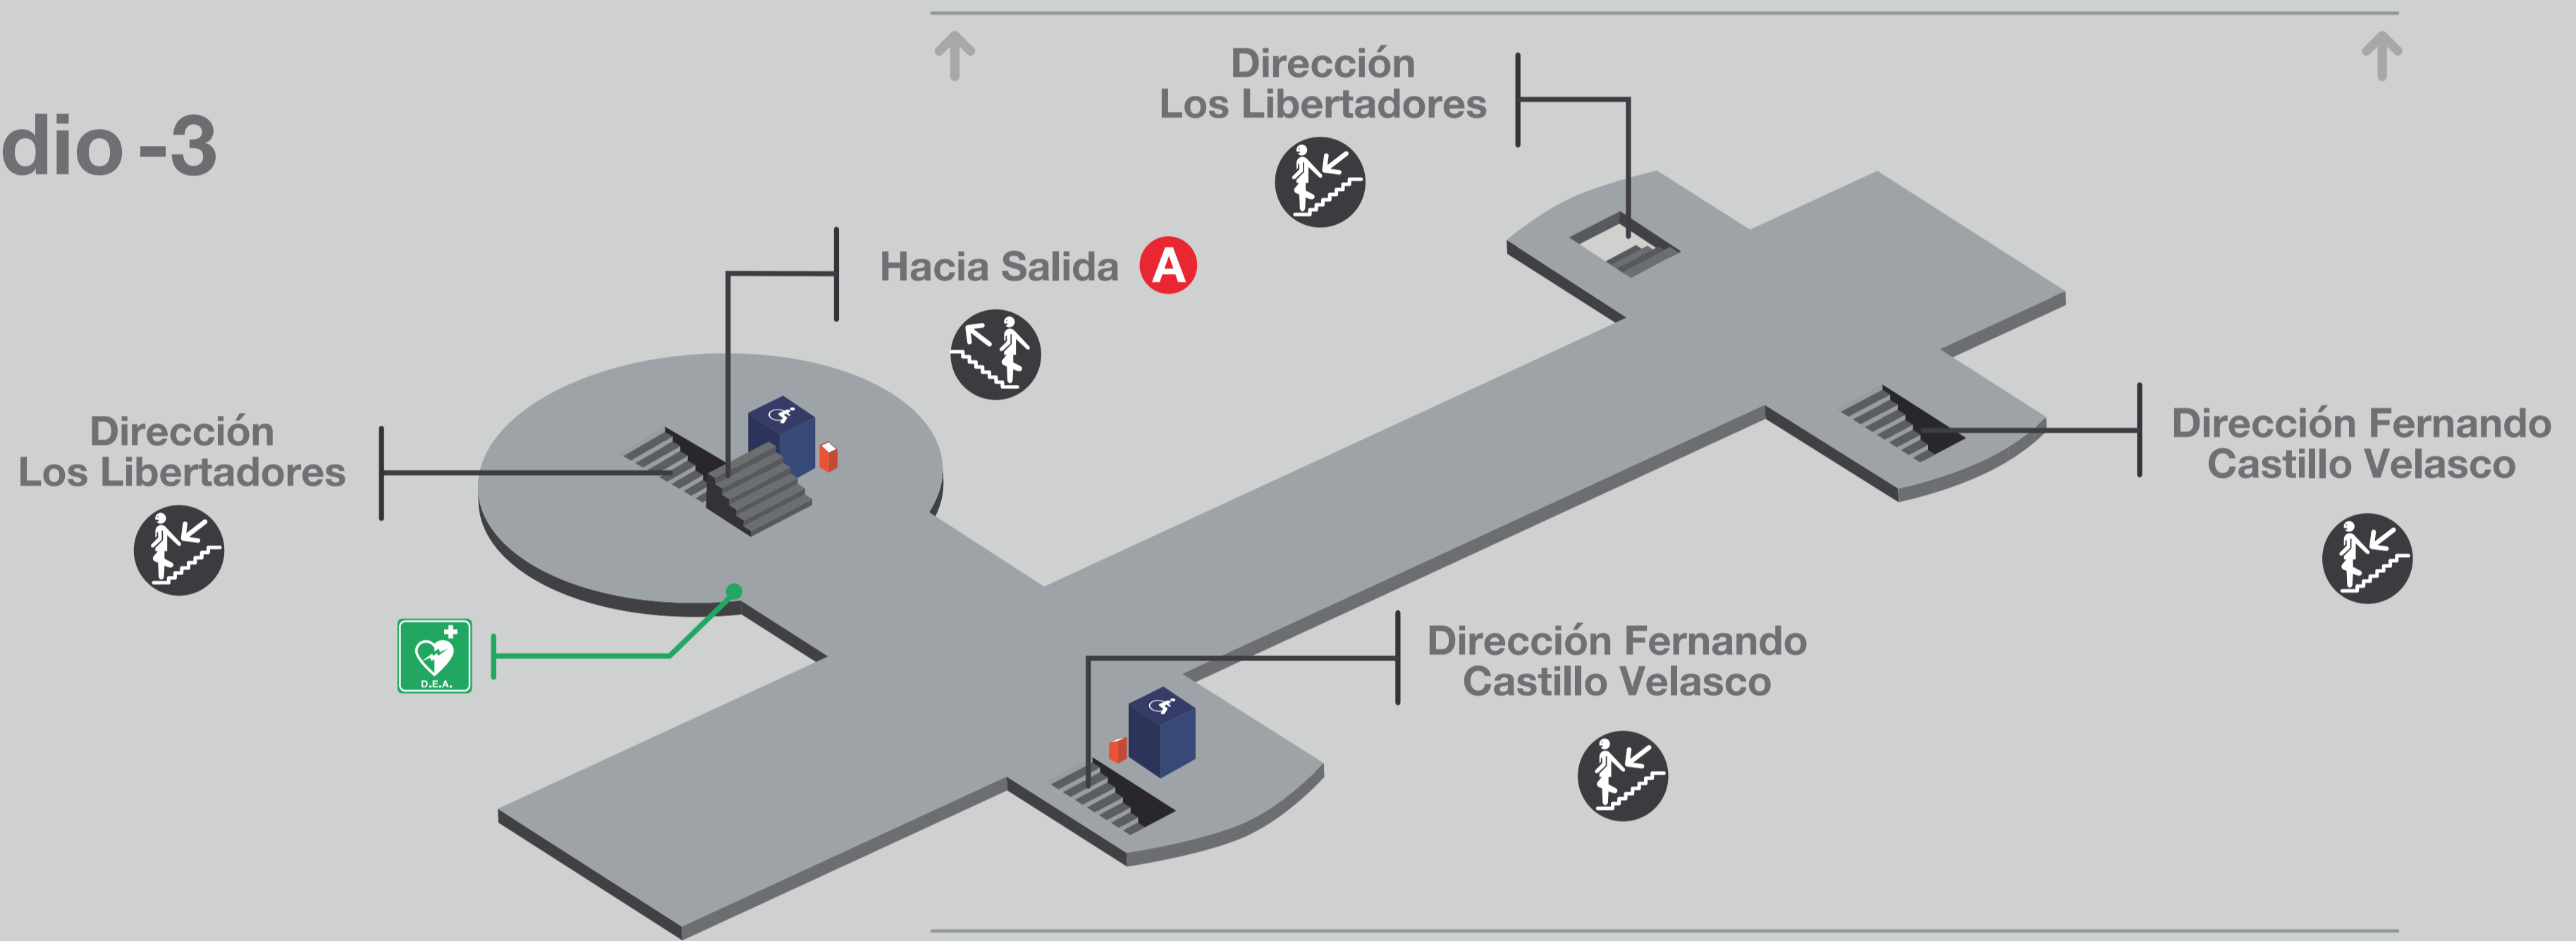 dio -3
Dirección
Los Libertadores
Hacia Salida A
Dirección
Los Libertadores
Dirección Fernando
Castillo Velasco
D.E.A.
Dirección Fernando
Castillo Velasco